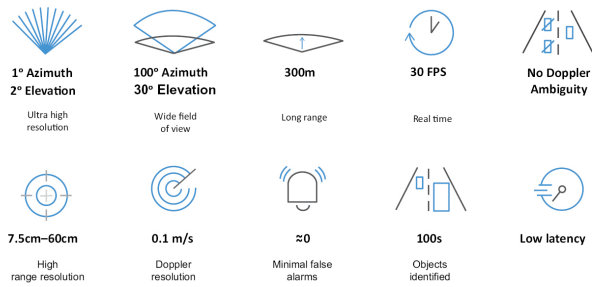 1° Azimuth
2° Elevation
Ultra high
resolution
100° Azimuth
30° Elevation
Wide field
of view
300m
Long range
30 FPS
Real time
No Doppler
Ambiguity
7.5cm–60cm
High
range resolution
0.1 m/s
Doppler
resolution
≈0
Minimal false
alarms
100s
Objects
identified
Low latency